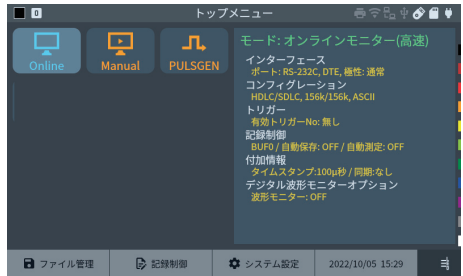 0
トップメニュー
Online
Manual
PULSGEN
モード: オンラインモニター(高速)
インターフェース
ポート: RS-232C, DTE, 極性: 通常
コンフィグレーション
HDLC/SDLC, 156k/156k, ASCII
トリガー
有効トリガーNo: 無し
記録制御
BUF0 / 自動保存: OFF / 自動測定: OFF
付加情報
タイムスタンプ:100μ秒 / 同期:なし
デジタル波形モニターオプション
波形モニター: OFF
ファイル管理
記録制御
システム設定
2022/10/05 15:29